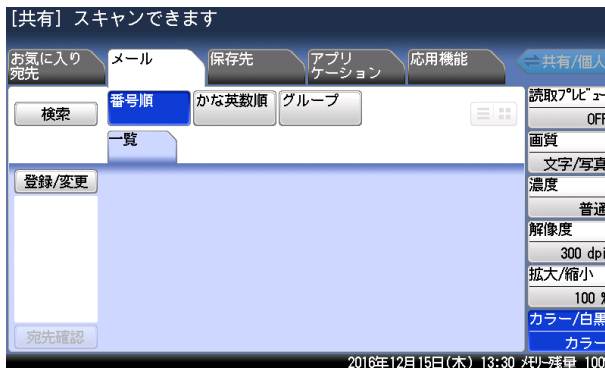 [共有] スキャンできます
お気に入り
宛先
メール
保存先
アプリ
ケーション
応用機能
共有/個人
検索
番号順
かな英数順
グループ
一覧
登録/変更
宛先確認
読取プレビュー
OFF
画質
文字/写真
濃度
普通
解像度
300 dpi
拡大/縮小
100 %
カラー/白黒
カラー
2016年12月15日(木) 13:30 メモリー残量 100